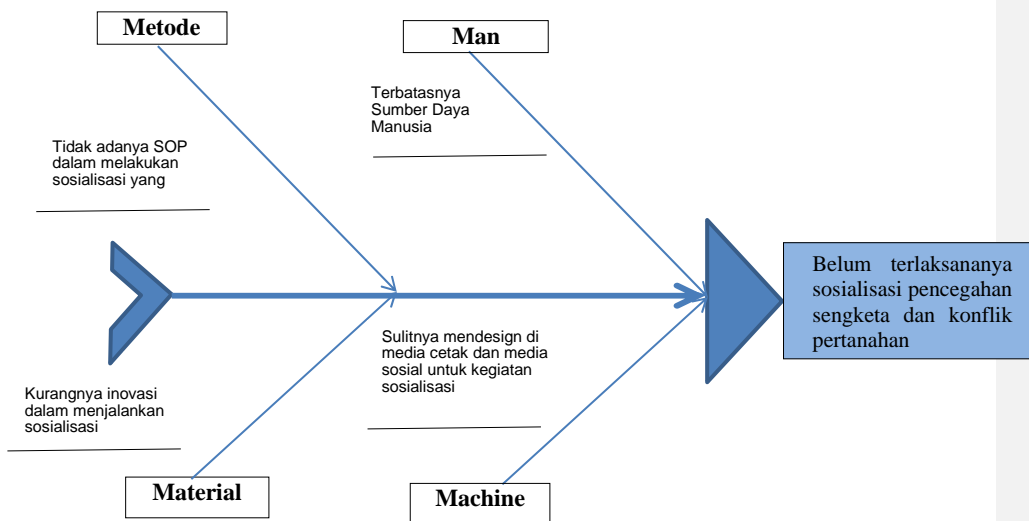 Metode
Man
Terbatasnya
Sumber Daya
Manusia
Tidak adanya SOP
dalam melakukan
sosialisasi yang
Belum terlaksananya
sosialisasi pencegahan
sengketa dan konflik
pertanahan
Sulitnya mendesign di
media cetak dan media
sosial untuk kegiatan
sosialisasi
Kurangnya inovasi
dalam menjalankan
sosialisasi
Material
Machine